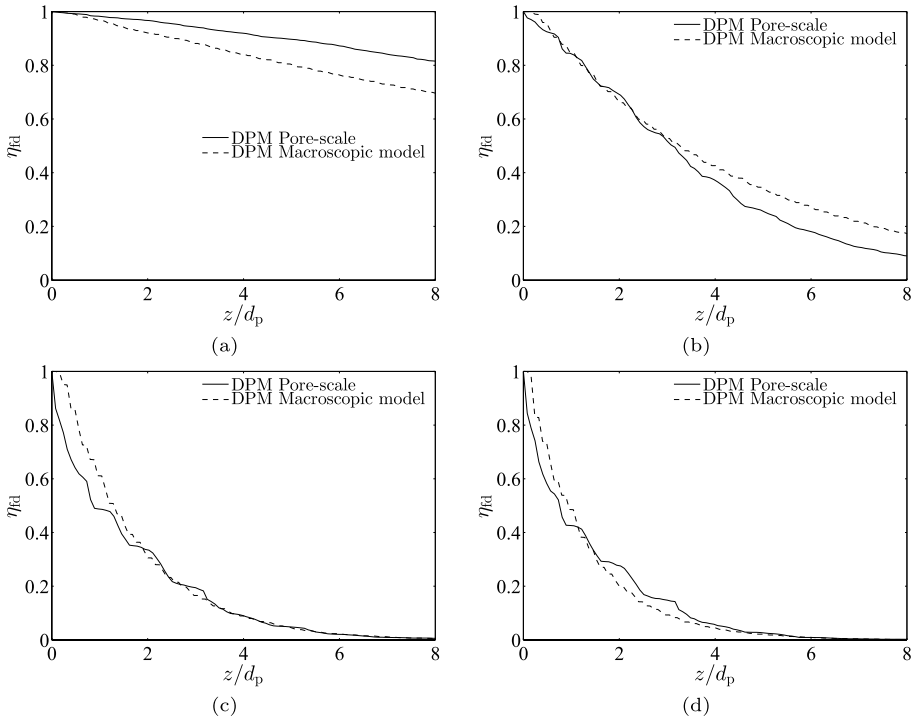 1
0.8
0.6
0.4
0.2
0
η_fd
DPM Pore-scale
DPM Macroscopic model
0 2 4 6 8
z/d_p
(a)
1
0.8
0.6
0.4
0.2
0
η_fd
DPM Pore-scale
DPM Macroscopic model
0 2 4 6 8
z/d_p
(b)
1
0.8
0.6
0.4
0.2
0
η_fd
DPM Pore-scale
DPM Macroscopic model
0 2 4 6 8
z/d_p
(c)
1
0.8
0.6
0.4
0.2
0
η_fd
DPM Pore-scale
DPM Macroscopic model
0 2 4 6 8
z/d_p
(d)